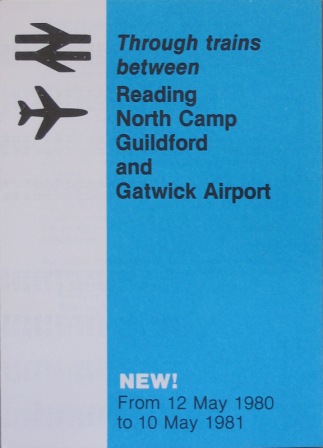 Through trains
between
Reading
North Camp
Guildford
and
Gatwick Airport
NEW!
From 12 May 1980
to 10 May 1981